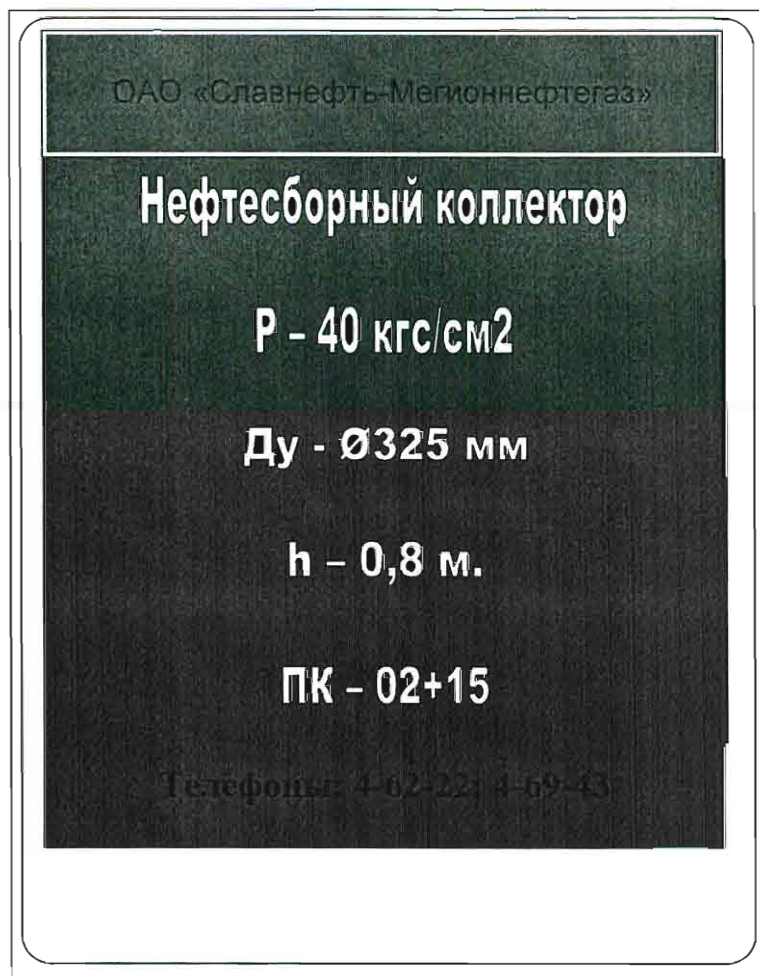 ОАО «Славнефть-Мегионнефтегаз»
Нефтесборный коллектор
Р – 40 кгс/см2
Ду - Ø325 мм
h – 0,8 м.
ПК – 02+15
Телефоны: 4-62-22; 4-69-43